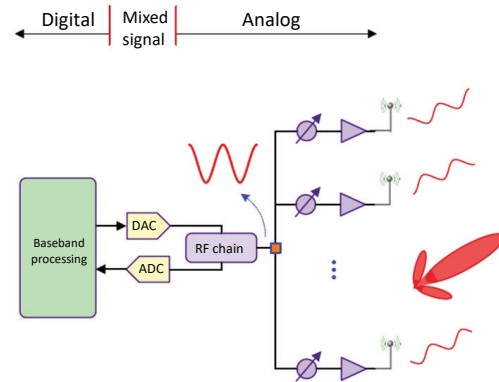 Digital
Mixed
signal
Analog
Baseband
processing
DAC
ADC
RF chain